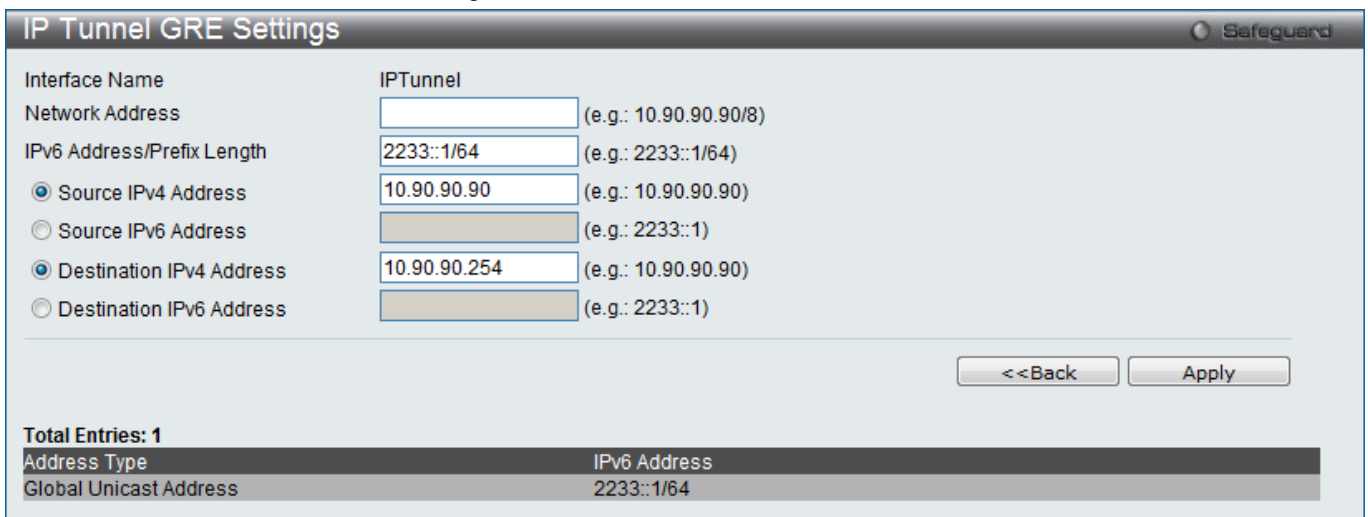 IP Tunnel GRE Settings Safeguard
Interface Name IPTunnel
Network Address (e.g.: 10.90.90.90/8)
IPv6 Address/Prefix Length 2233::1/64 (e.g.: 2233::1/64)
Source IPv4 Address 10.90.90.90 (e.g.: 10.90.90.90)
Source IPv6 Address (e.g.: 2233::1)
Destination IPv4 Address 10.90.90.254 (e.g.: 10.90.90.90)
Destination IPv6 Address (e.g.: 2233::1)
<<Back Apply
Total Entries: 1
Address Type IPv6 Address
Global Unicast Address 2233::1/64